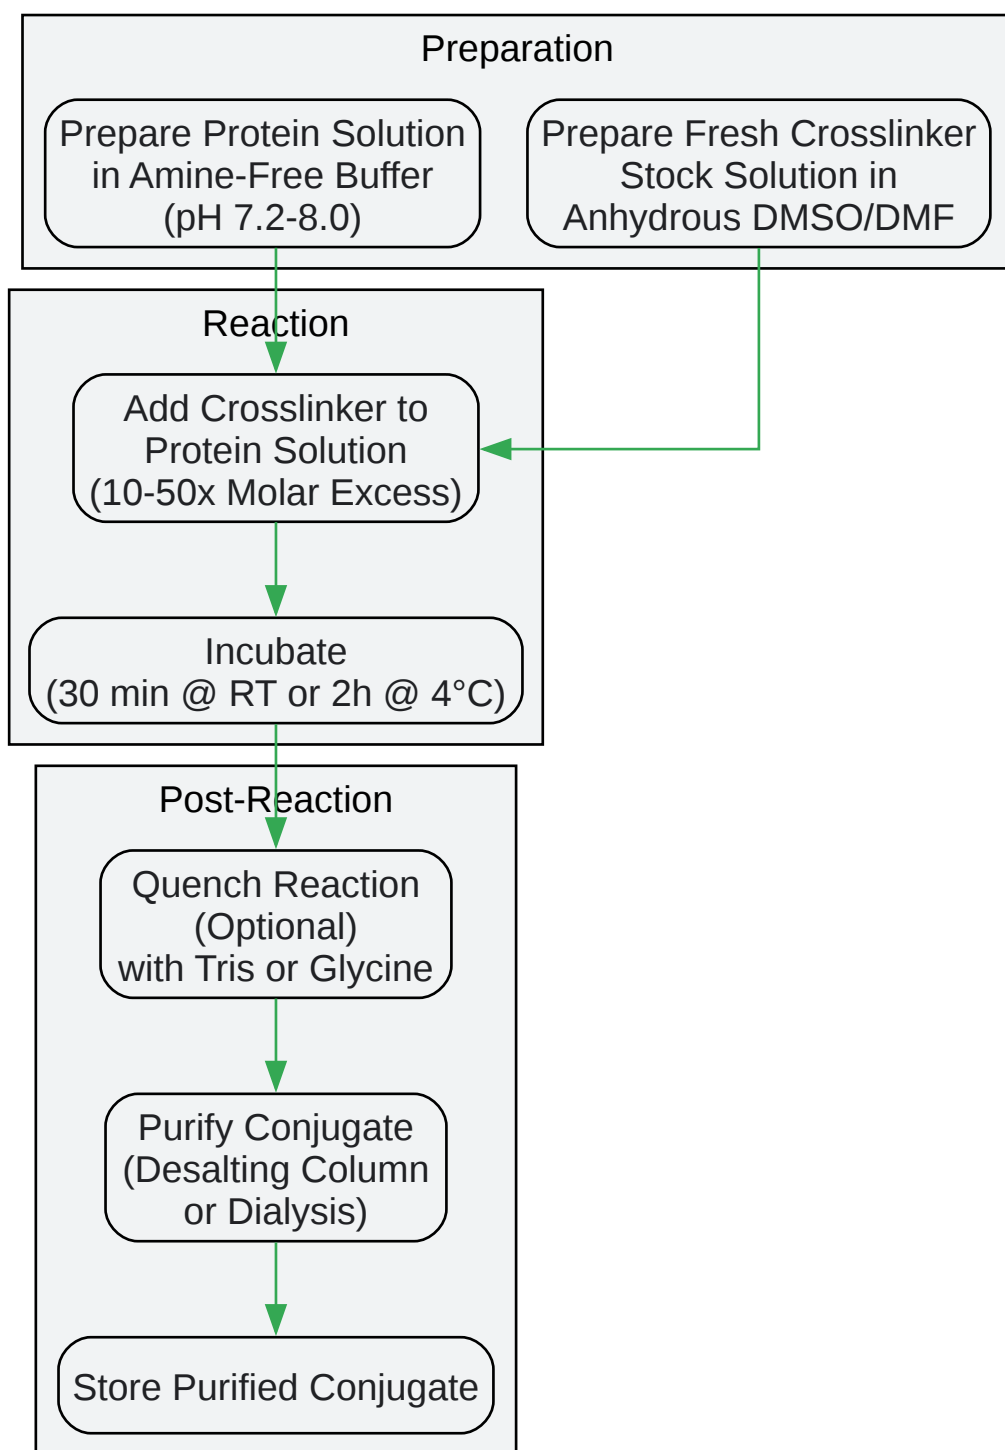 Preparation
Prepare Protein Solution
in Amine-Free Buffer
(pH 7.2-8.0)
Prepare Fresh Crosslinker
Stock Solution in
Anhydrous DMSO/DMF
Reaction
Add Crosslinker to
Protein Solution
(10-50x Molar Excess)
Incubate
(30 min @ RT or 2h @ 4°C)
Post-Reaction
Quench Reaction
(Optional)
with Tris or Glycine
Purify Conjugate
(Desalting Column
or Dialysis)
Store Purified Conjugate